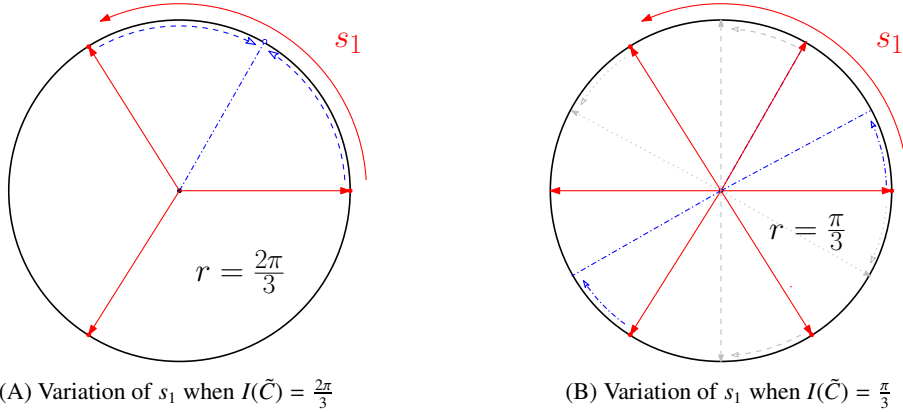 s₁
r = 2π/3
(A) Variation of s₁ when I(C̃) = 2π/3
s₁
r = π/3
(B) Variation of s₁ when I(C̃) = π/3